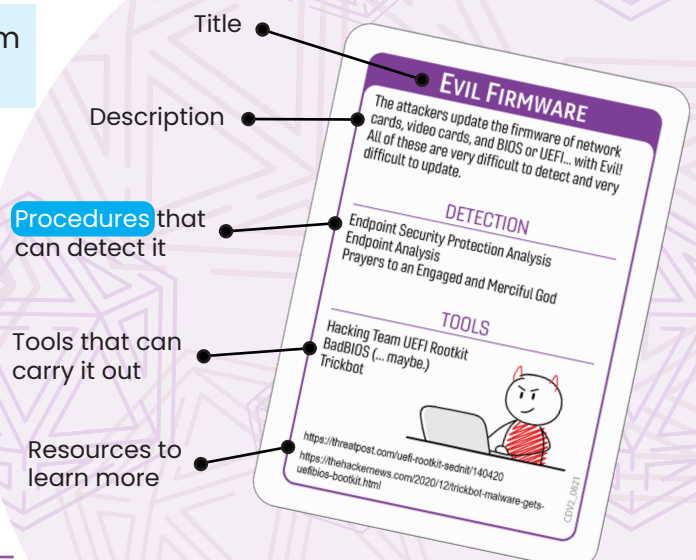 m
Title
Description
Procedures that
can detect it
Tools that can
carry it out
Resources to
learn more
EVIL FIRMWARE
The attackers update the firmware of network
cards, video cards, and BIOS or UEFI... with Evil!
All of these are very difficult to detect and very
difficult to update.
DETECTION
Endpoint Security Protection Analysis
Endpoint Analysis
Prayers to an Engaged and Merciful God
TOOLS
Hacking Team UEFI Rootkit
BadBIOS (... maybe.)
Trickbot
https://threatpost.com/uefi-rootkit-sednit/140420
https://thehackernews.com/2020/12/trickbot-malware-gets-
uefibios-bootkit.html
CDV2_0821